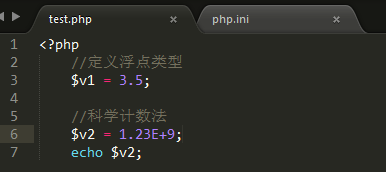 test.php × php.ini ×
1 <?php
2 //定义浮点类型
3 $v1 = 3.5;
4
5 //科学计数法
6 $v2 = 1.23E+9;
7 echo $v2;